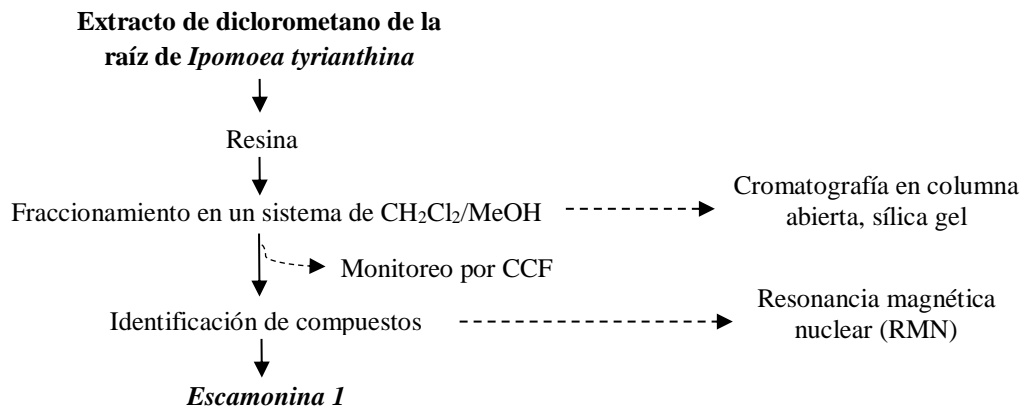 Extracto de diclorometano de la
raíz de Ipomoea tyrianthina
Resina
Fraccionamiento en un sistema de CH₂Cl₂/MeOH
Cromatografía en columna
abierta, sílica gel
Monitoreo por CCF
Identificación de compuestos
Resonancia magnética
nuclear (RMN)
Escamonina 1